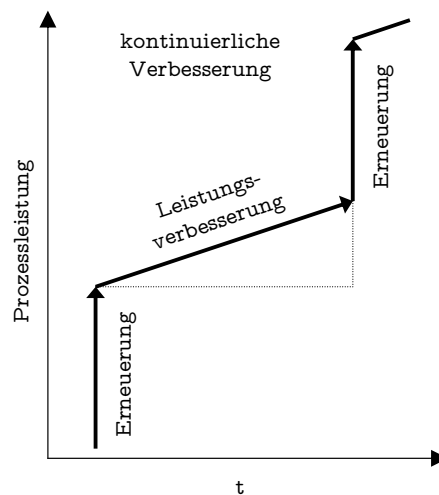 kontinuierliche
Verbesserung
Erneuerung
Leistungs-
verbesserung
Prozessleistung
Erneuerung
t